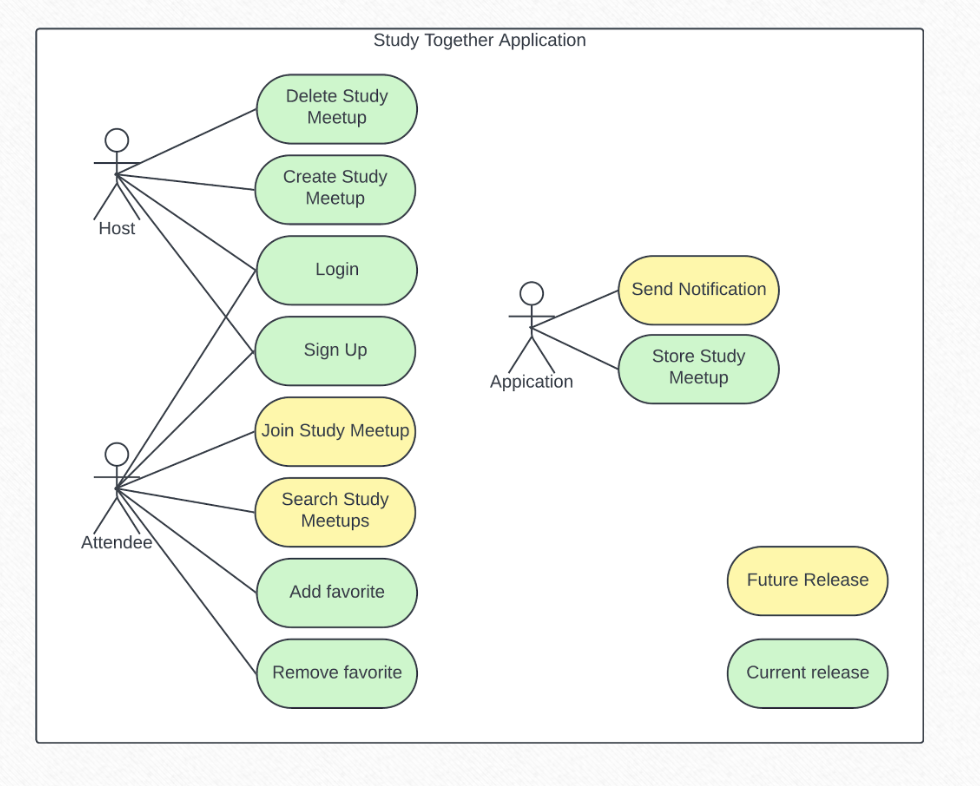 Study Together Application
Delete Study
Meetup
Create Study
Meetup
Host
Login
Sign Up
Join Study Meetup
Search Study
Meetups
Attendee
Add favorite
Remove favorite
Send Notification
Store Study
Meetup
Appication
Future Release
Current release